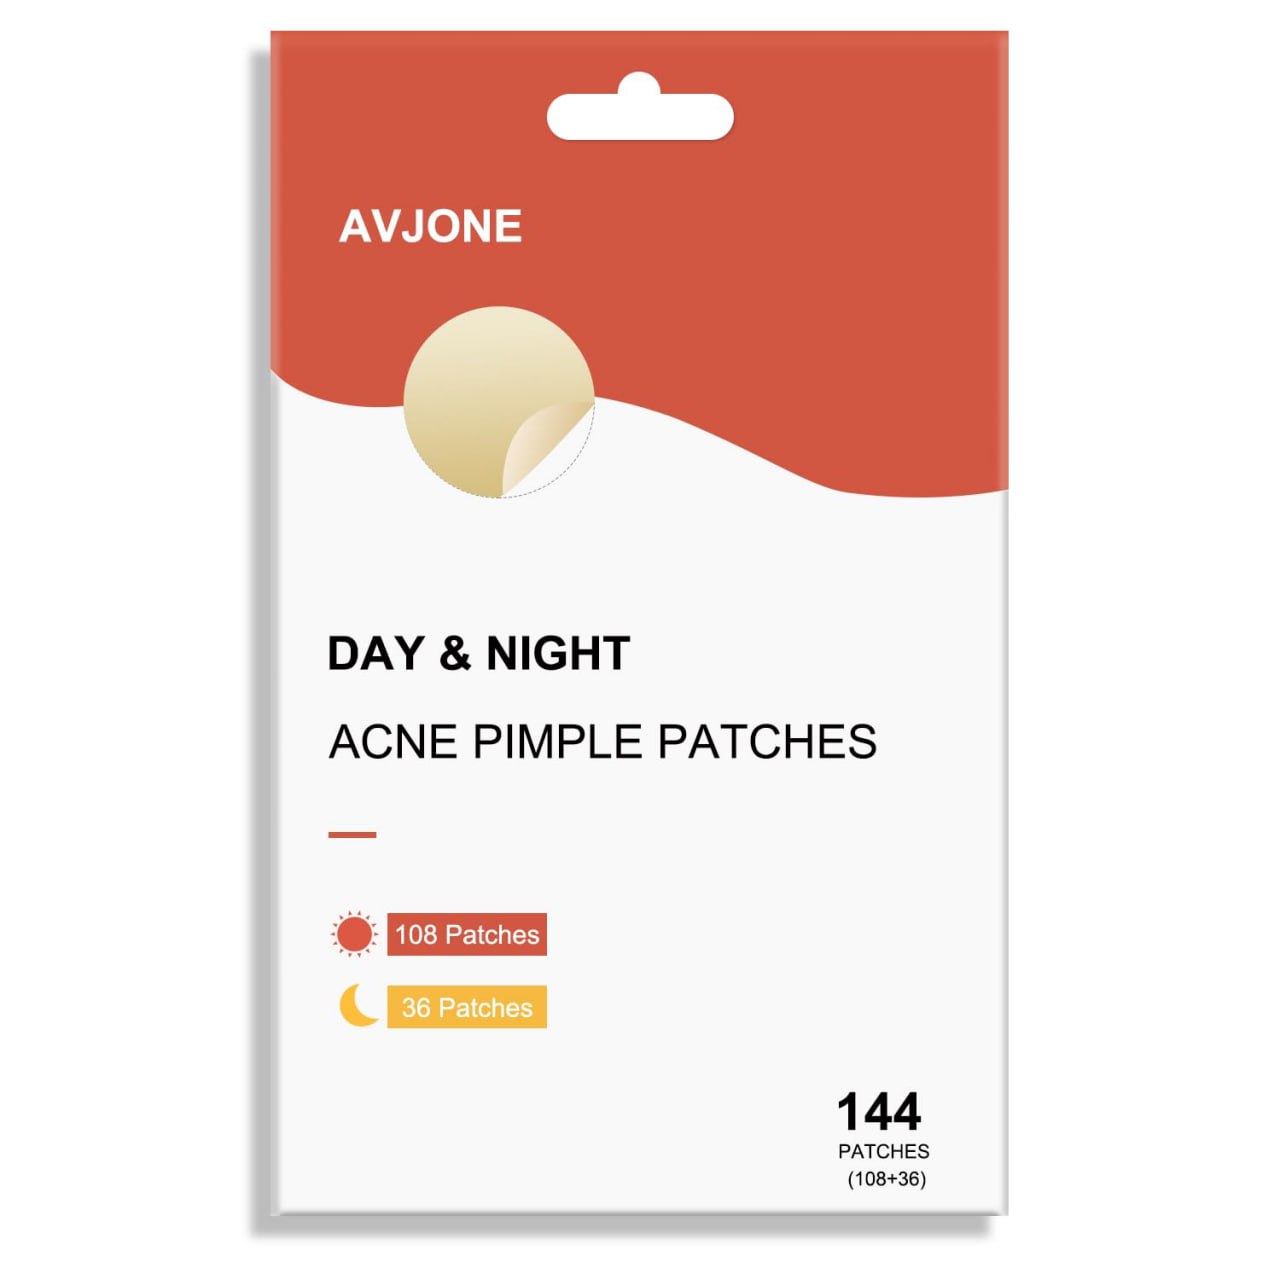 AVJONE
DAY & NIGHT
ACNE PIMPLE PATCHES
108 Patches
36 Patches
144
PATCHES
(108+36)